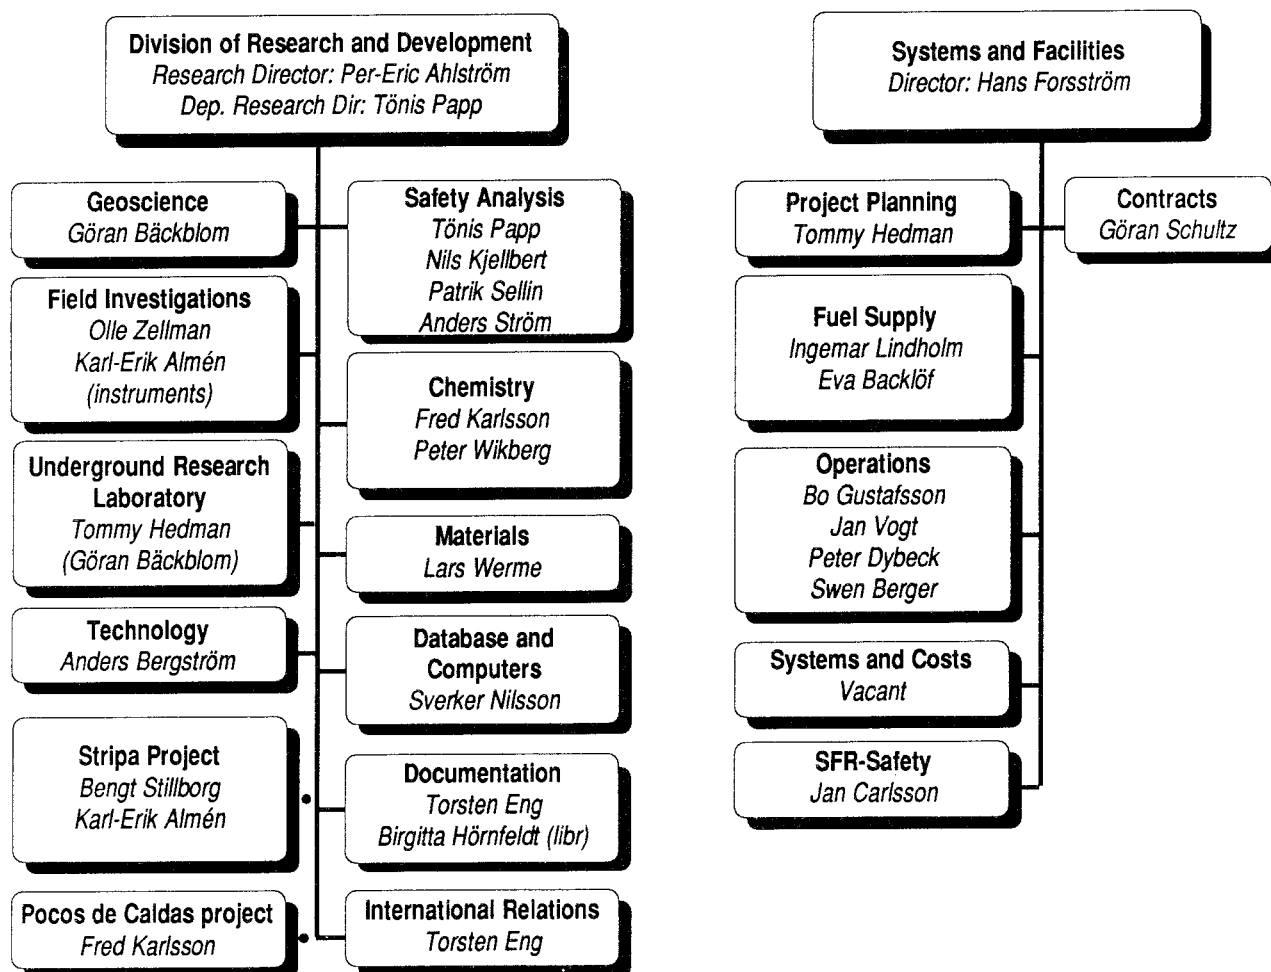 Division of Research and Development
Research Director: Per-Eric Ahlström
Dep. Research Dir: Tönis Papp
Geoscience
Göran Bäckblom
Field Investigations
Olle Zellman
Karl-Erik Almén
(instruments)
Underground Research
Laboratory
Tommy Hedman
(Göran Bäckblom)
Technology
Anders Bergström
Stripa Project
Bengt Stillborg
Karl-Erik Almén
Pocos de Caldas project
Fred Karlsson
Safety Analysis
Tönis Papp
Nils Kjellbert
Patrik Sellin
Anders Ström
Chemistry
Fred Karlsson
Peter Wikberg
Materials
Lars Werme
Database and
Computers
Sverker Nilsson
Documentation
Torsten Eng
Birgitta Hörnfeldt (libr)
International Relations
Torsten Eng
Systems and Facilities
Director: Hans Forsström
Project Planning
Tommy Hedman
Contracts
Göran Schultz
Fuel Supply
Ingemar Lindholm
Eva Backlöf
Operations
Bo Gustafsson
Jan Vogt
Peter Dybeck
Swen Berger
Systems and Costs
Vacant
SFR-Safety
Jan Carlsson